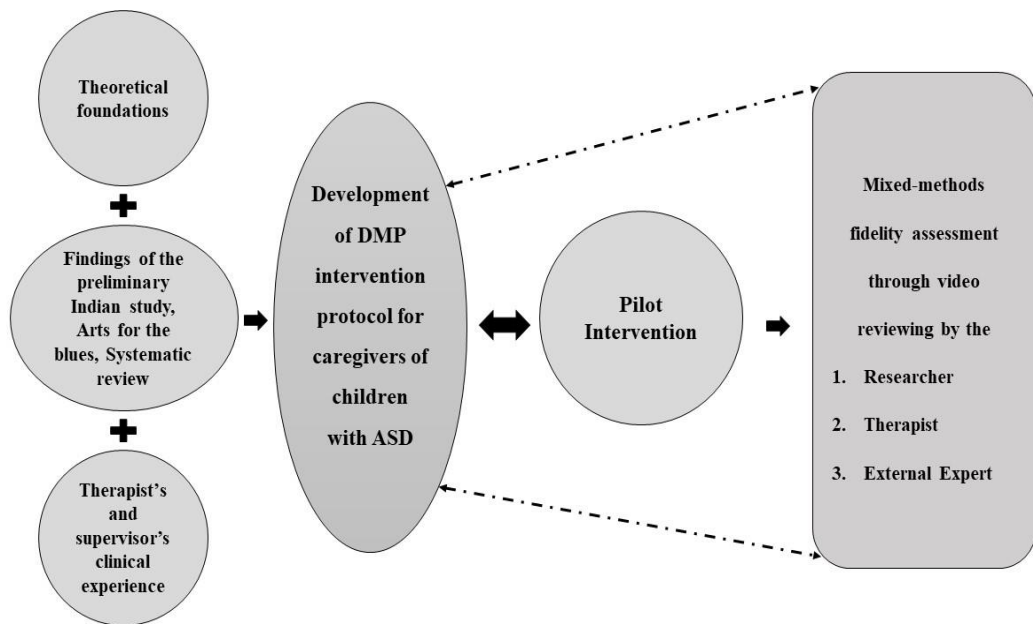 Theoretical
foundations
Findings of the
preliminary
Indian study,
Arts for the
blues, Systematic
review
Therapist's
and
supervisor's
clinical
experience
Development
of DMP
intervention
protocol for
caregivers of
children
with ASD
Pilot
Intervention
Mixed-methods
fidelity assessment
through video
reviewing by the
1. Researcher
2. Therapist
3. External Expert